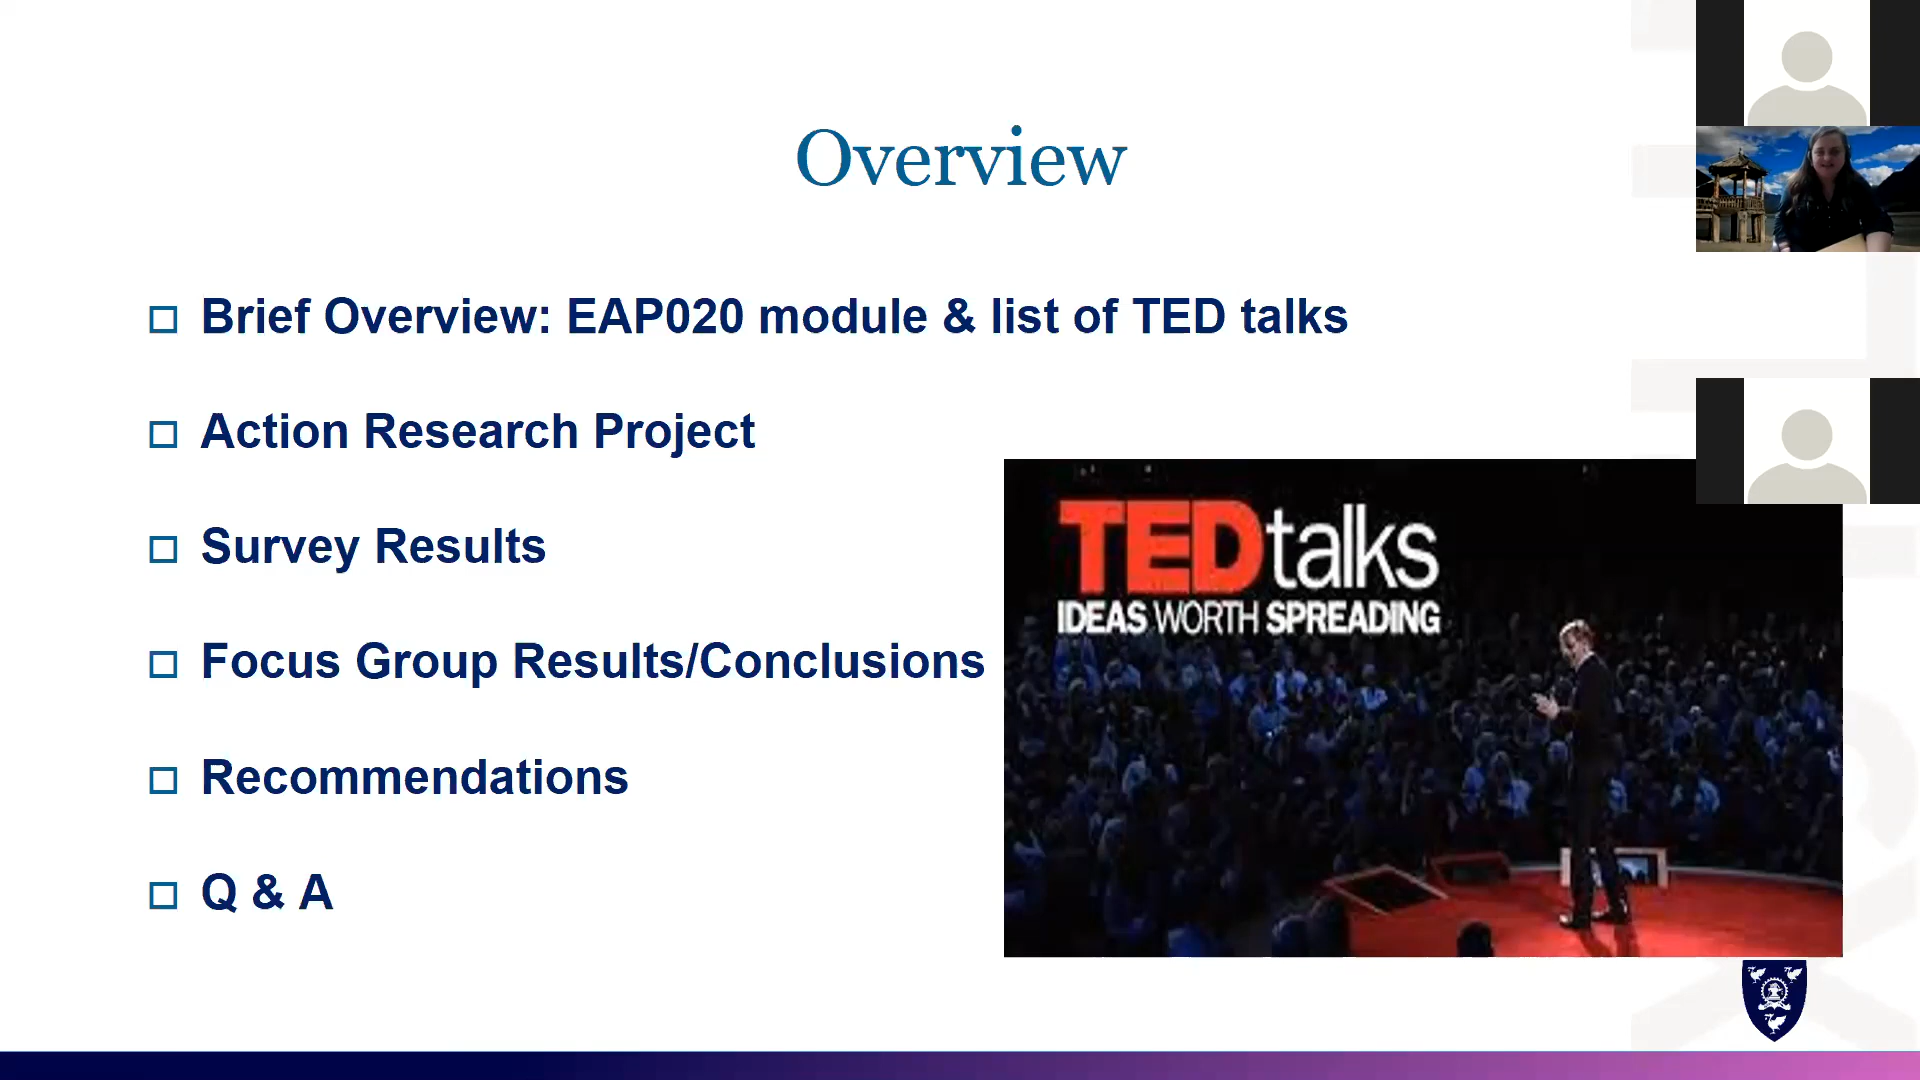 Overview
Brief Overview: EAP020 module & list of TED talks
Action Research Project
Survey Results
Focus Group Results/Conclusions
Recommendations
Q & A
TEDtalks
IDEAS WORTH SPREADING